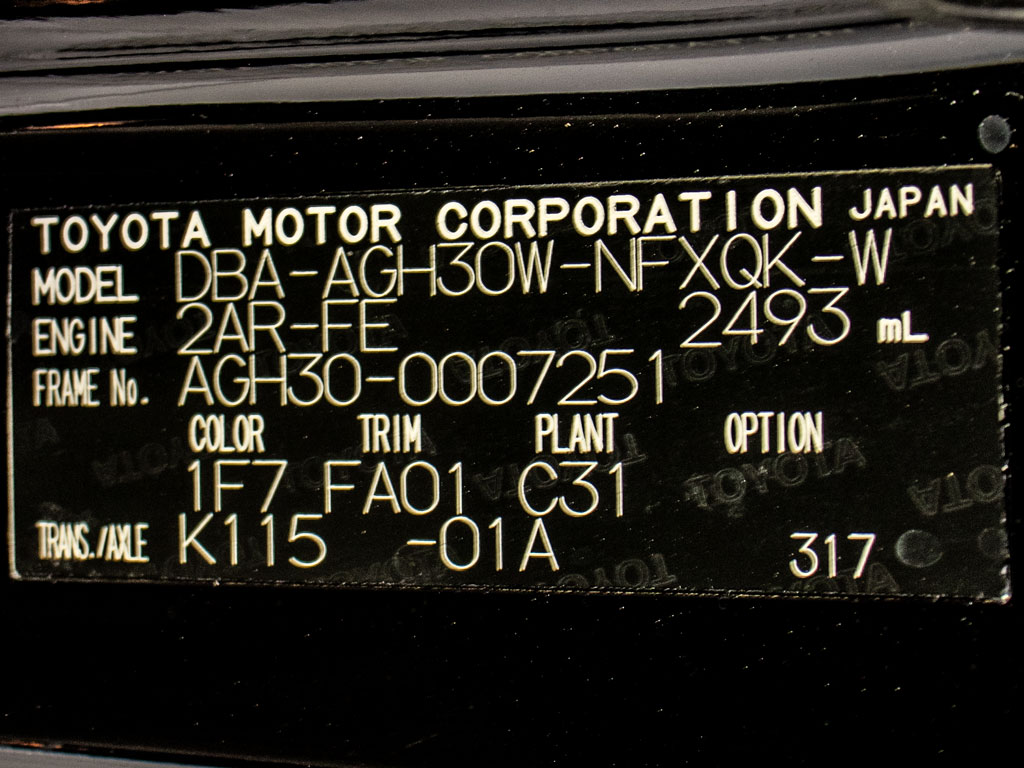 TOYOTA MOTOR CORPORATION JAPAN
MODEL DBA-AGH30W-NFXQK-W
ENGINE 2AR-FE 2493 mL
FRAME No. AGH30-0007251
COLOR TRIM PLANT OPTION
1F7 FA01 C31
TRANS./AXLE K115 -01A 317